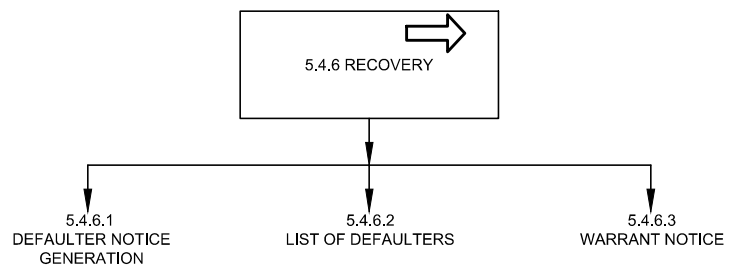 5.4.6 RECOVERY
5.4.6.1
DEFAULTER NOTICE
GENERATION
5.4.6.2
LIST OF DEFAULTERS
5.4.6.3
WARRANT NOTICE